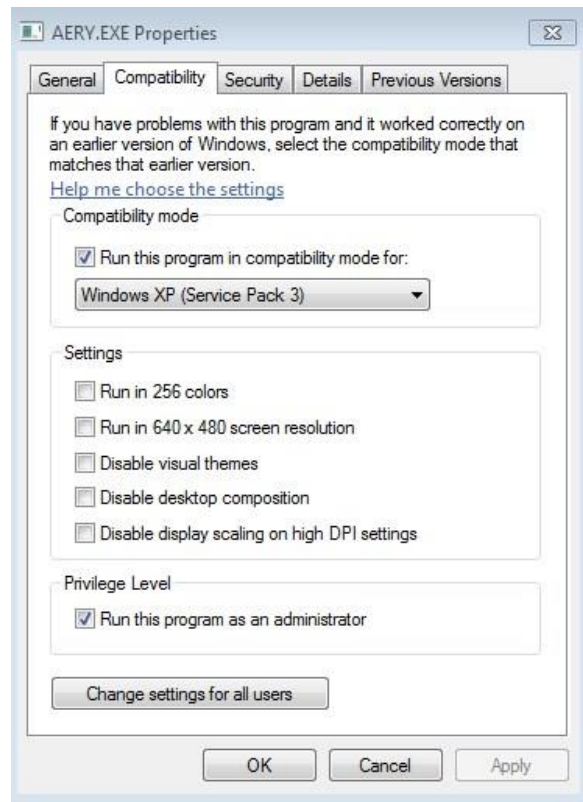 AERY.EXE Properties
General Compatibility Security Details Previous Versions
If you have problems with this program and it worked correctly on
an earlier version of Windows, select the compatibility mode that
matches that earlier version.
Help me choose the settings
Compatibility mode
Run this program in compatibility mode for:
Windows XP (Service Pack 3)
Settings
Run in 256 colors
Run in 640 x 480 screen resolution
Disable visual themes
Disable desktop composition
Disable display scaling on high DPI settings
Privilege Level
Run this program as an administrator
Change settings for all users
OK Cancel Apply